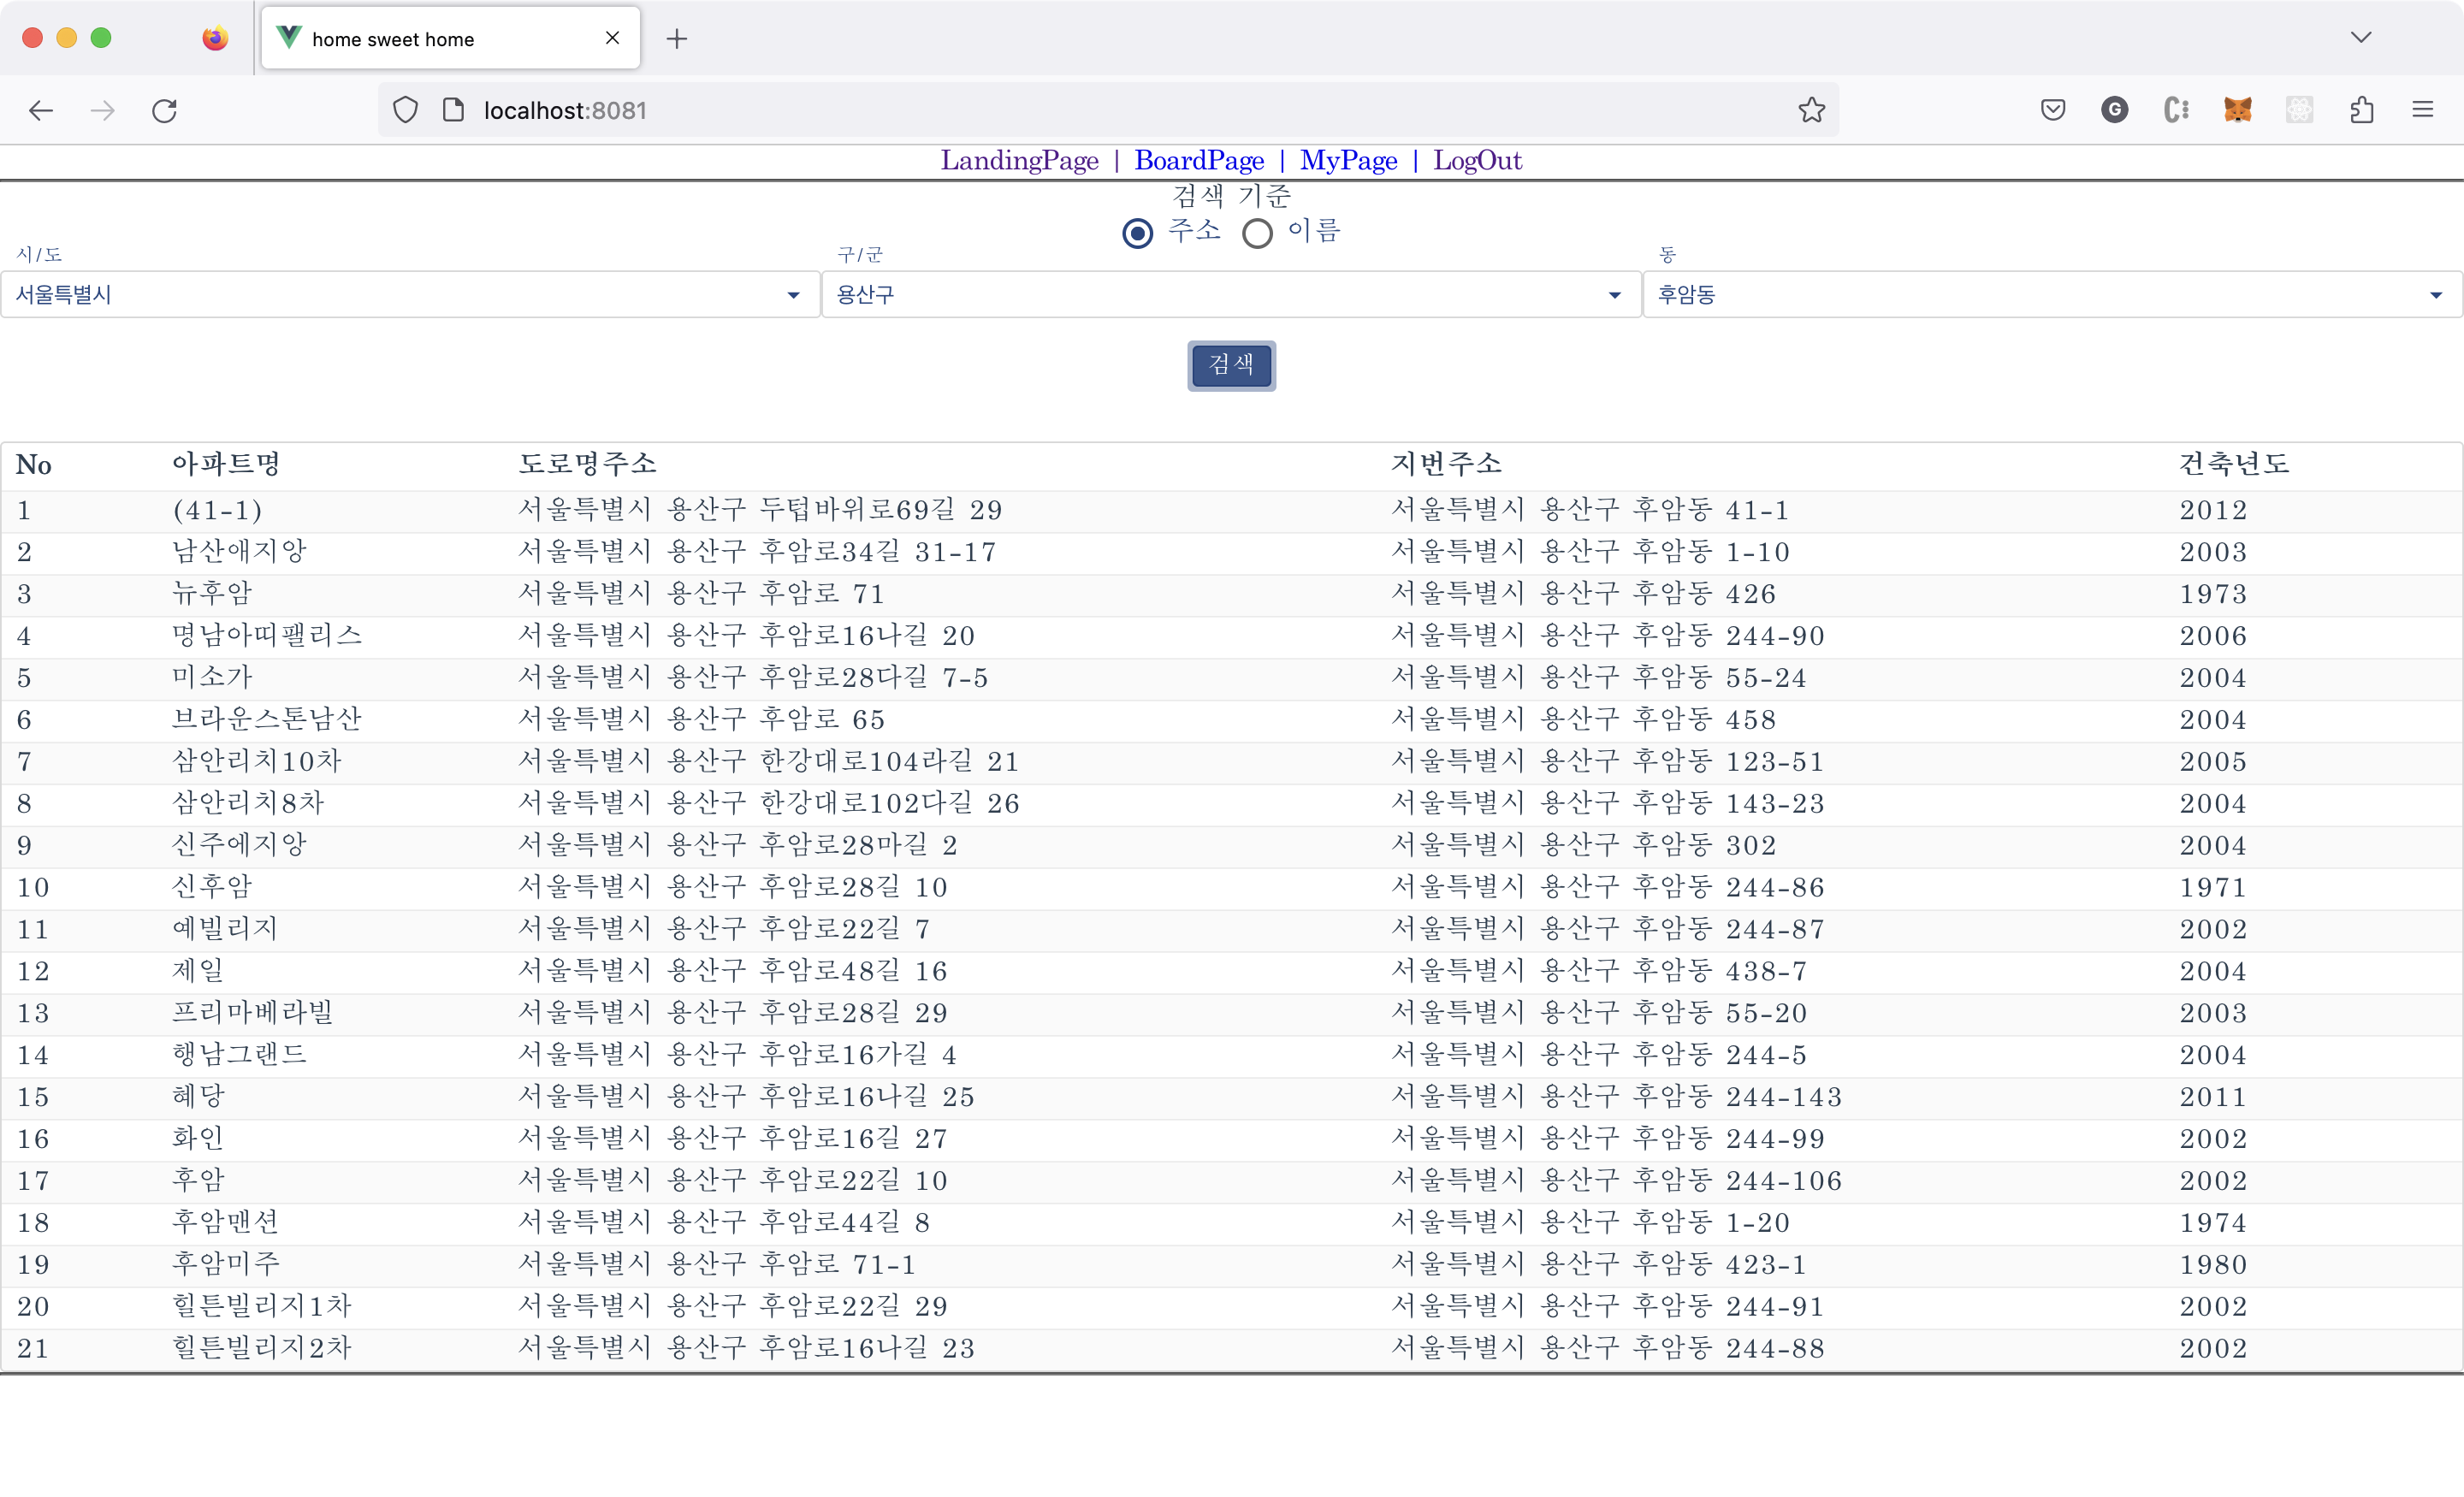 home sweet home
localhost:8081
LandingPage | BoardPage | MyPage | LogOut
검색 기준
주소 이름
시/도 구/군 동
서울특별시 용산구 후암동
검색
No 아파트명 도로명주소 지번주소 건축년도
1 (41-1) 서울특별시 용산구 두텁바위로69길 29 서울특별시 용산구 후암동 41-1 2012
2 남산애지앙 서울특별시 용산구 후암로34길 31-17 서울특별시 용산구 후암동 1-10 2003
3 뉴후암 서울특별시 용산구 후암로 71 서울특별시 용산구 후암동 426 1973
4 명남아띠팰리스 서울특별시 용산구 후암로16나길 20 서울특별시 용산구 후암동 244-90 2006
5 미소가 서울특별시 용산구 후암로28다길 7-5 서울특별시 용산구 후암동 55-24 2004
6 브라운스톤남산 서울특별시 용산구 후암로 65 서울특별시 용산구 후암동 458 2004
7 삼안리치10차 서울특별시 용산구 한강대로104라길 21 서울특별시 용산구 후암동 123-51 2005
8 삼안리치8차 서울특별시 용산구 한강대로102다길 26 서울특별시 용산구 후암동 143-23 2004
9 신주에지앙 서울특별시 용산구 후암로28마길 2 서울특별시 용산구 후암동 302 2004
10 신후암 서울특별시 용산구 후암로28길 10 서울특별시 용산구 후암동 244-86 1971
11 예빌리지 서울특별시 용산구 후암로22길 7 서울특별시 용산구 후암동 244-87 2002
12 제일 서울특별시 용산구 후암로48길 16 서울특별시 용산구 후암동 438-7 2004
13 프리마베라빌 서울특별시 용산구 후암로28길 29 서울특별시 용산구 후암동 55-20 2003
14 행남그랜드 서울특별시 용산구 후암로16가길 4 서울특별시 용산구 후암동 244-5 2004
15 혜당 서울특별시 용산구 후암로16나길 25 서울특별시 용산구 후암동 244-143 2011
16 화인 서울특별시 용산구 후암로16길 27 서울특별시 용산구 후암동 244-99 2002
17 후암 서울특별시 용산구 후암로22길 10 서울특별시 용산구 후암동 244-106 2002
18 후암맨션 서울특별시 용산구 후암로44길 8 서울특별시 용산구 후암동 1-20 1974
19 후암미주 서울특별시 용산구 후암로 71-1 서울특별시 용산구 후암동 423-1 1980
20 힐튼빌리지1차 서울특별시 용산구 후암로22길 29 서울특별시 용산구 후암동 244-91 2002
21 힐튼빌리지2차 서울특별시 용산구 후암로16나길 23 서울특별시 용산구 후암동 244-88 2002